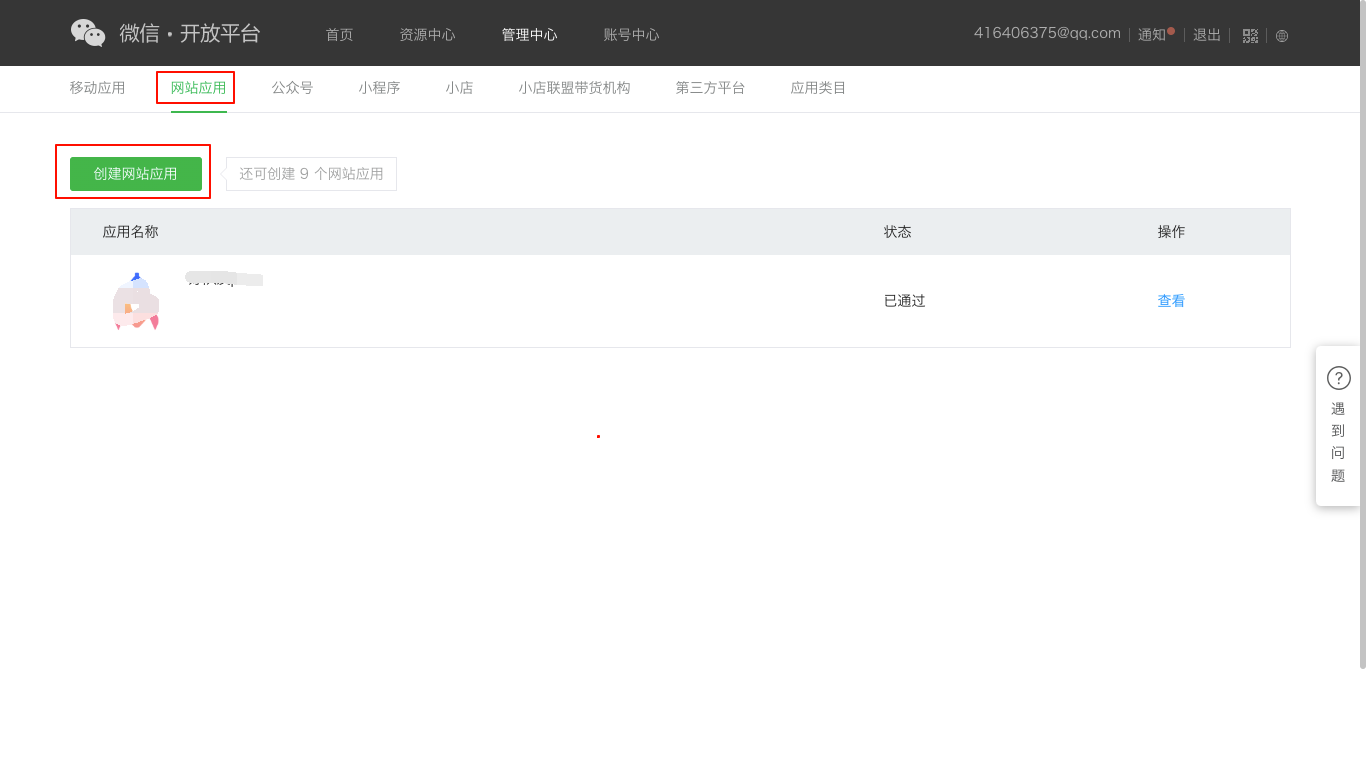 微信·开放平台 首页 资源中心 管理中心 账号中心 416406375@qq.com 通知 退出
移动应用 网站应用 公众号 小程序 小店 小店联盟带货机构 第三方平台 应用类目
创建网站应用 还可创建 9 个网站应用
应用名称 状态 操作
已通过 查看
?
遇
到
问
题